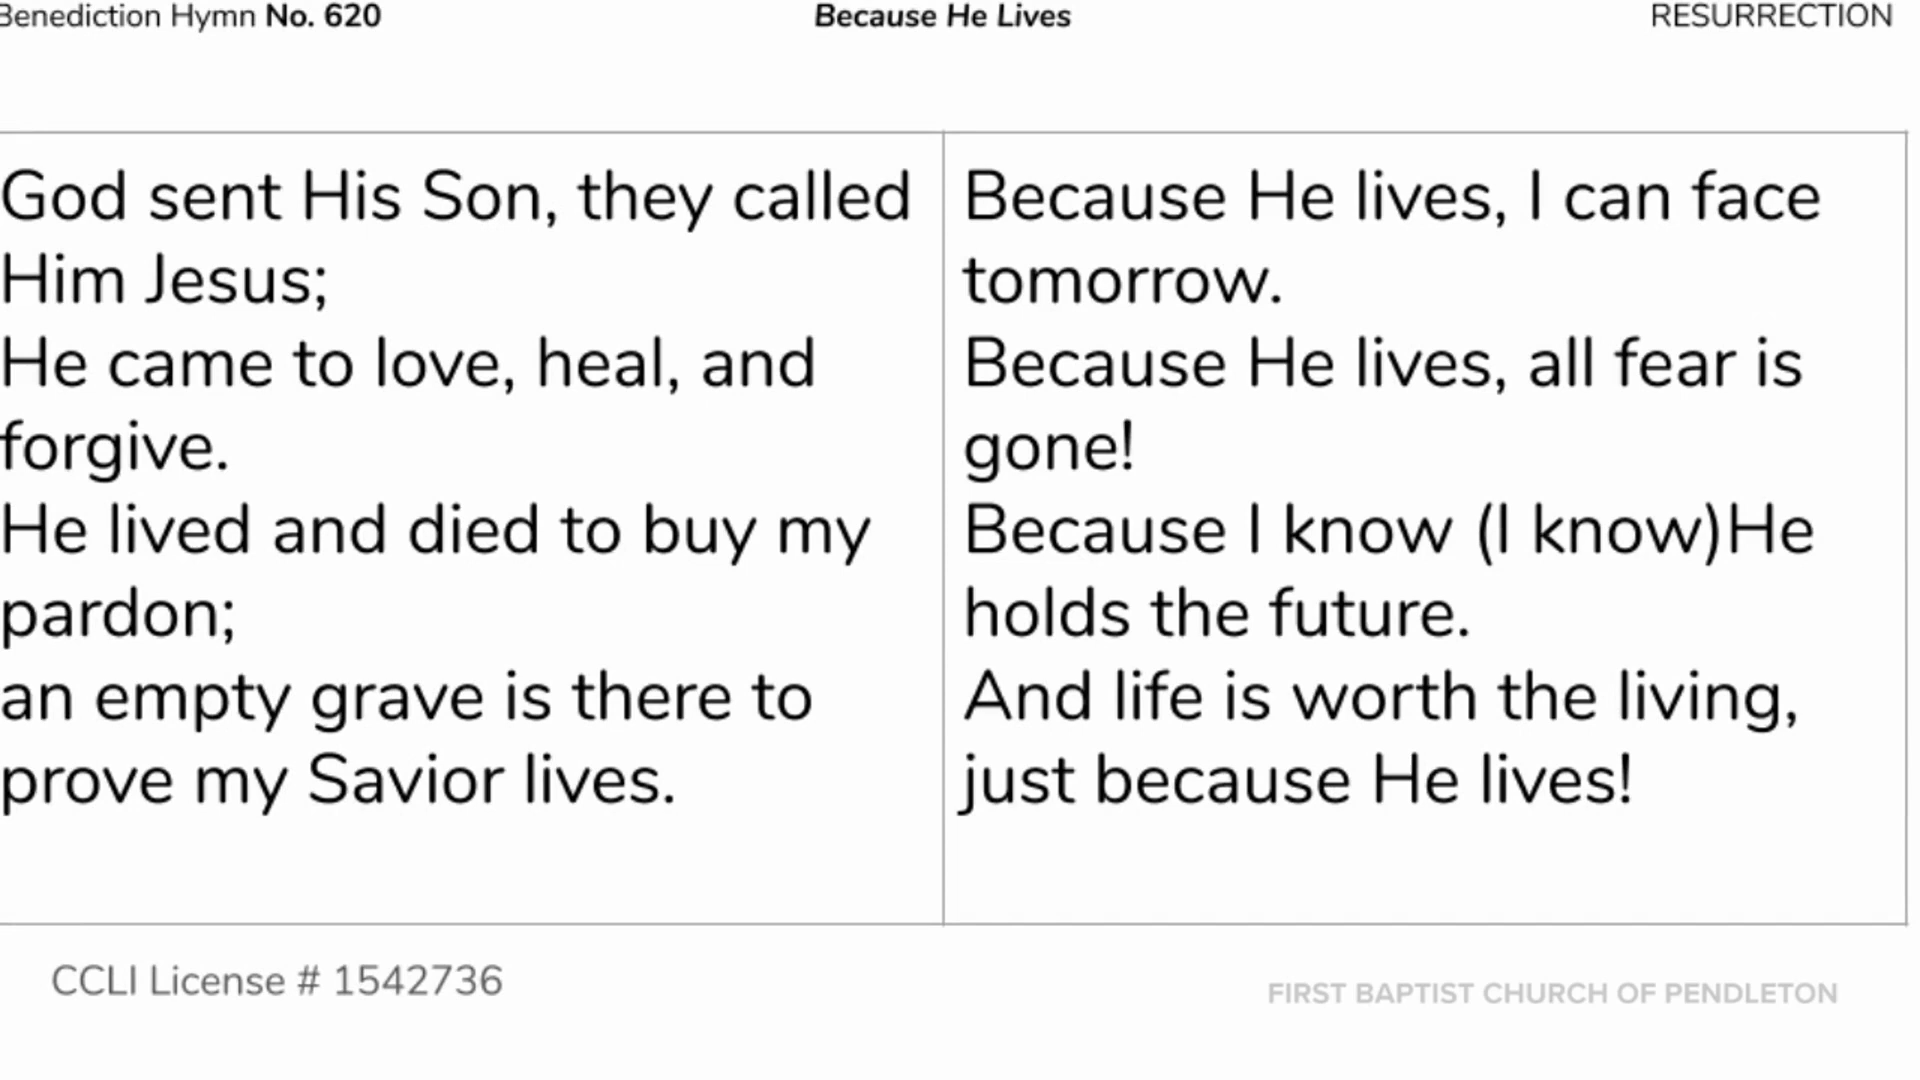 Benediction Hymn No. 620
Because He Lives
RESURRECTION
God sent His Son, they called
Him Jesus;
He came to love, heal, and
forgive.
He lived and died to buy my
pardon;
an empty grave is there to
prove my Savior lives.
Because He lives, I can face
tomorrow.
Because He lives, all fear is
gone!
Because I know (I know)He
holds the future.
And life is worth the living,
just because He lives!
CCLI License # 1542736
FIRST BAPTIST CHURCH OF PENDLETON